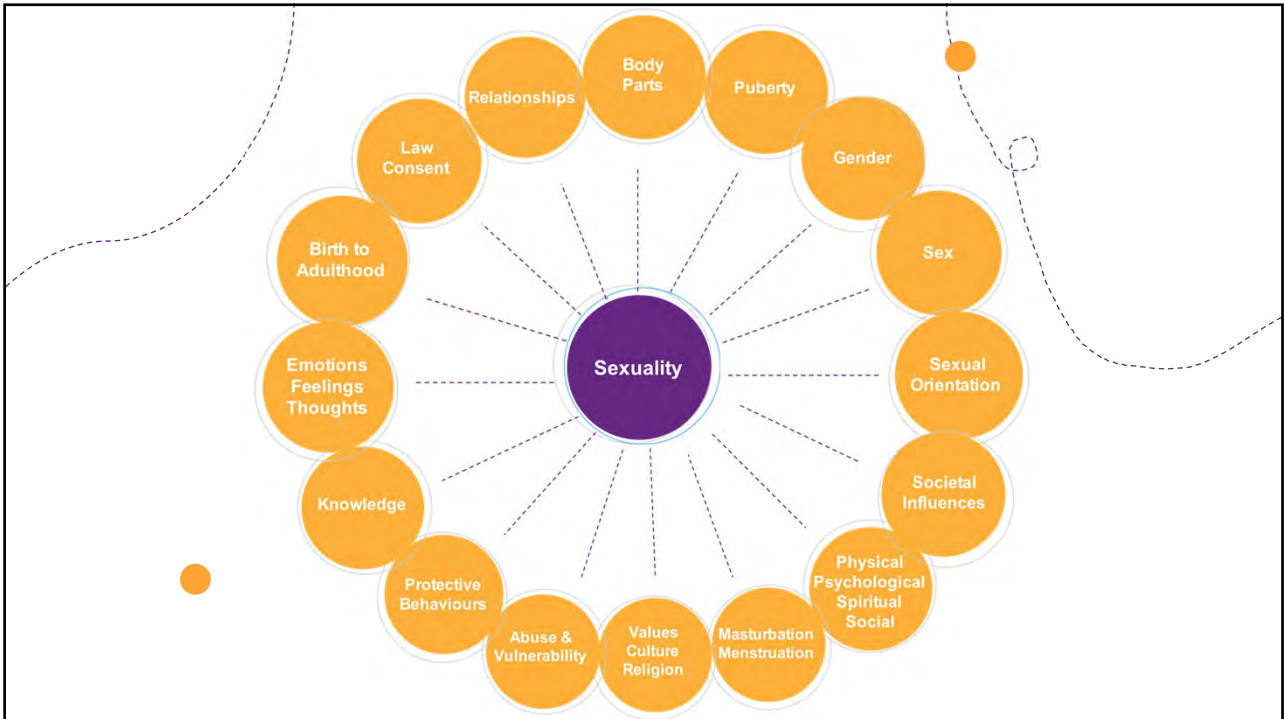 Body
Parts
Puberty
Gender
Sex
Sexual
Orientation
Societal
Influences
Physical
Psychological
Spiritual
Social
Masturbation
Menstruation
Values
Culture
Religion
Abuse &
Vulnerability
Protective
Behaviours
Knowledge
Emotions
Feelings
Thoughts
Birth to
Adulthood
Law
Consent
Relationships
Sexuality